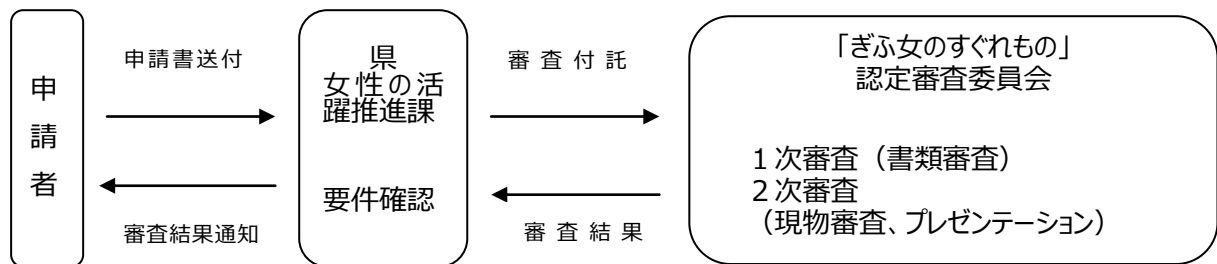 申請者
申請書送付
審査結果通知
県
女性の活
躍推進課
要件確認
審査付託
審査結果
「ぎふ女のすぐれもの」
認定審査委員会
1次審査（書類審査）
2次審査
（現物審査、プレゼンテーション）